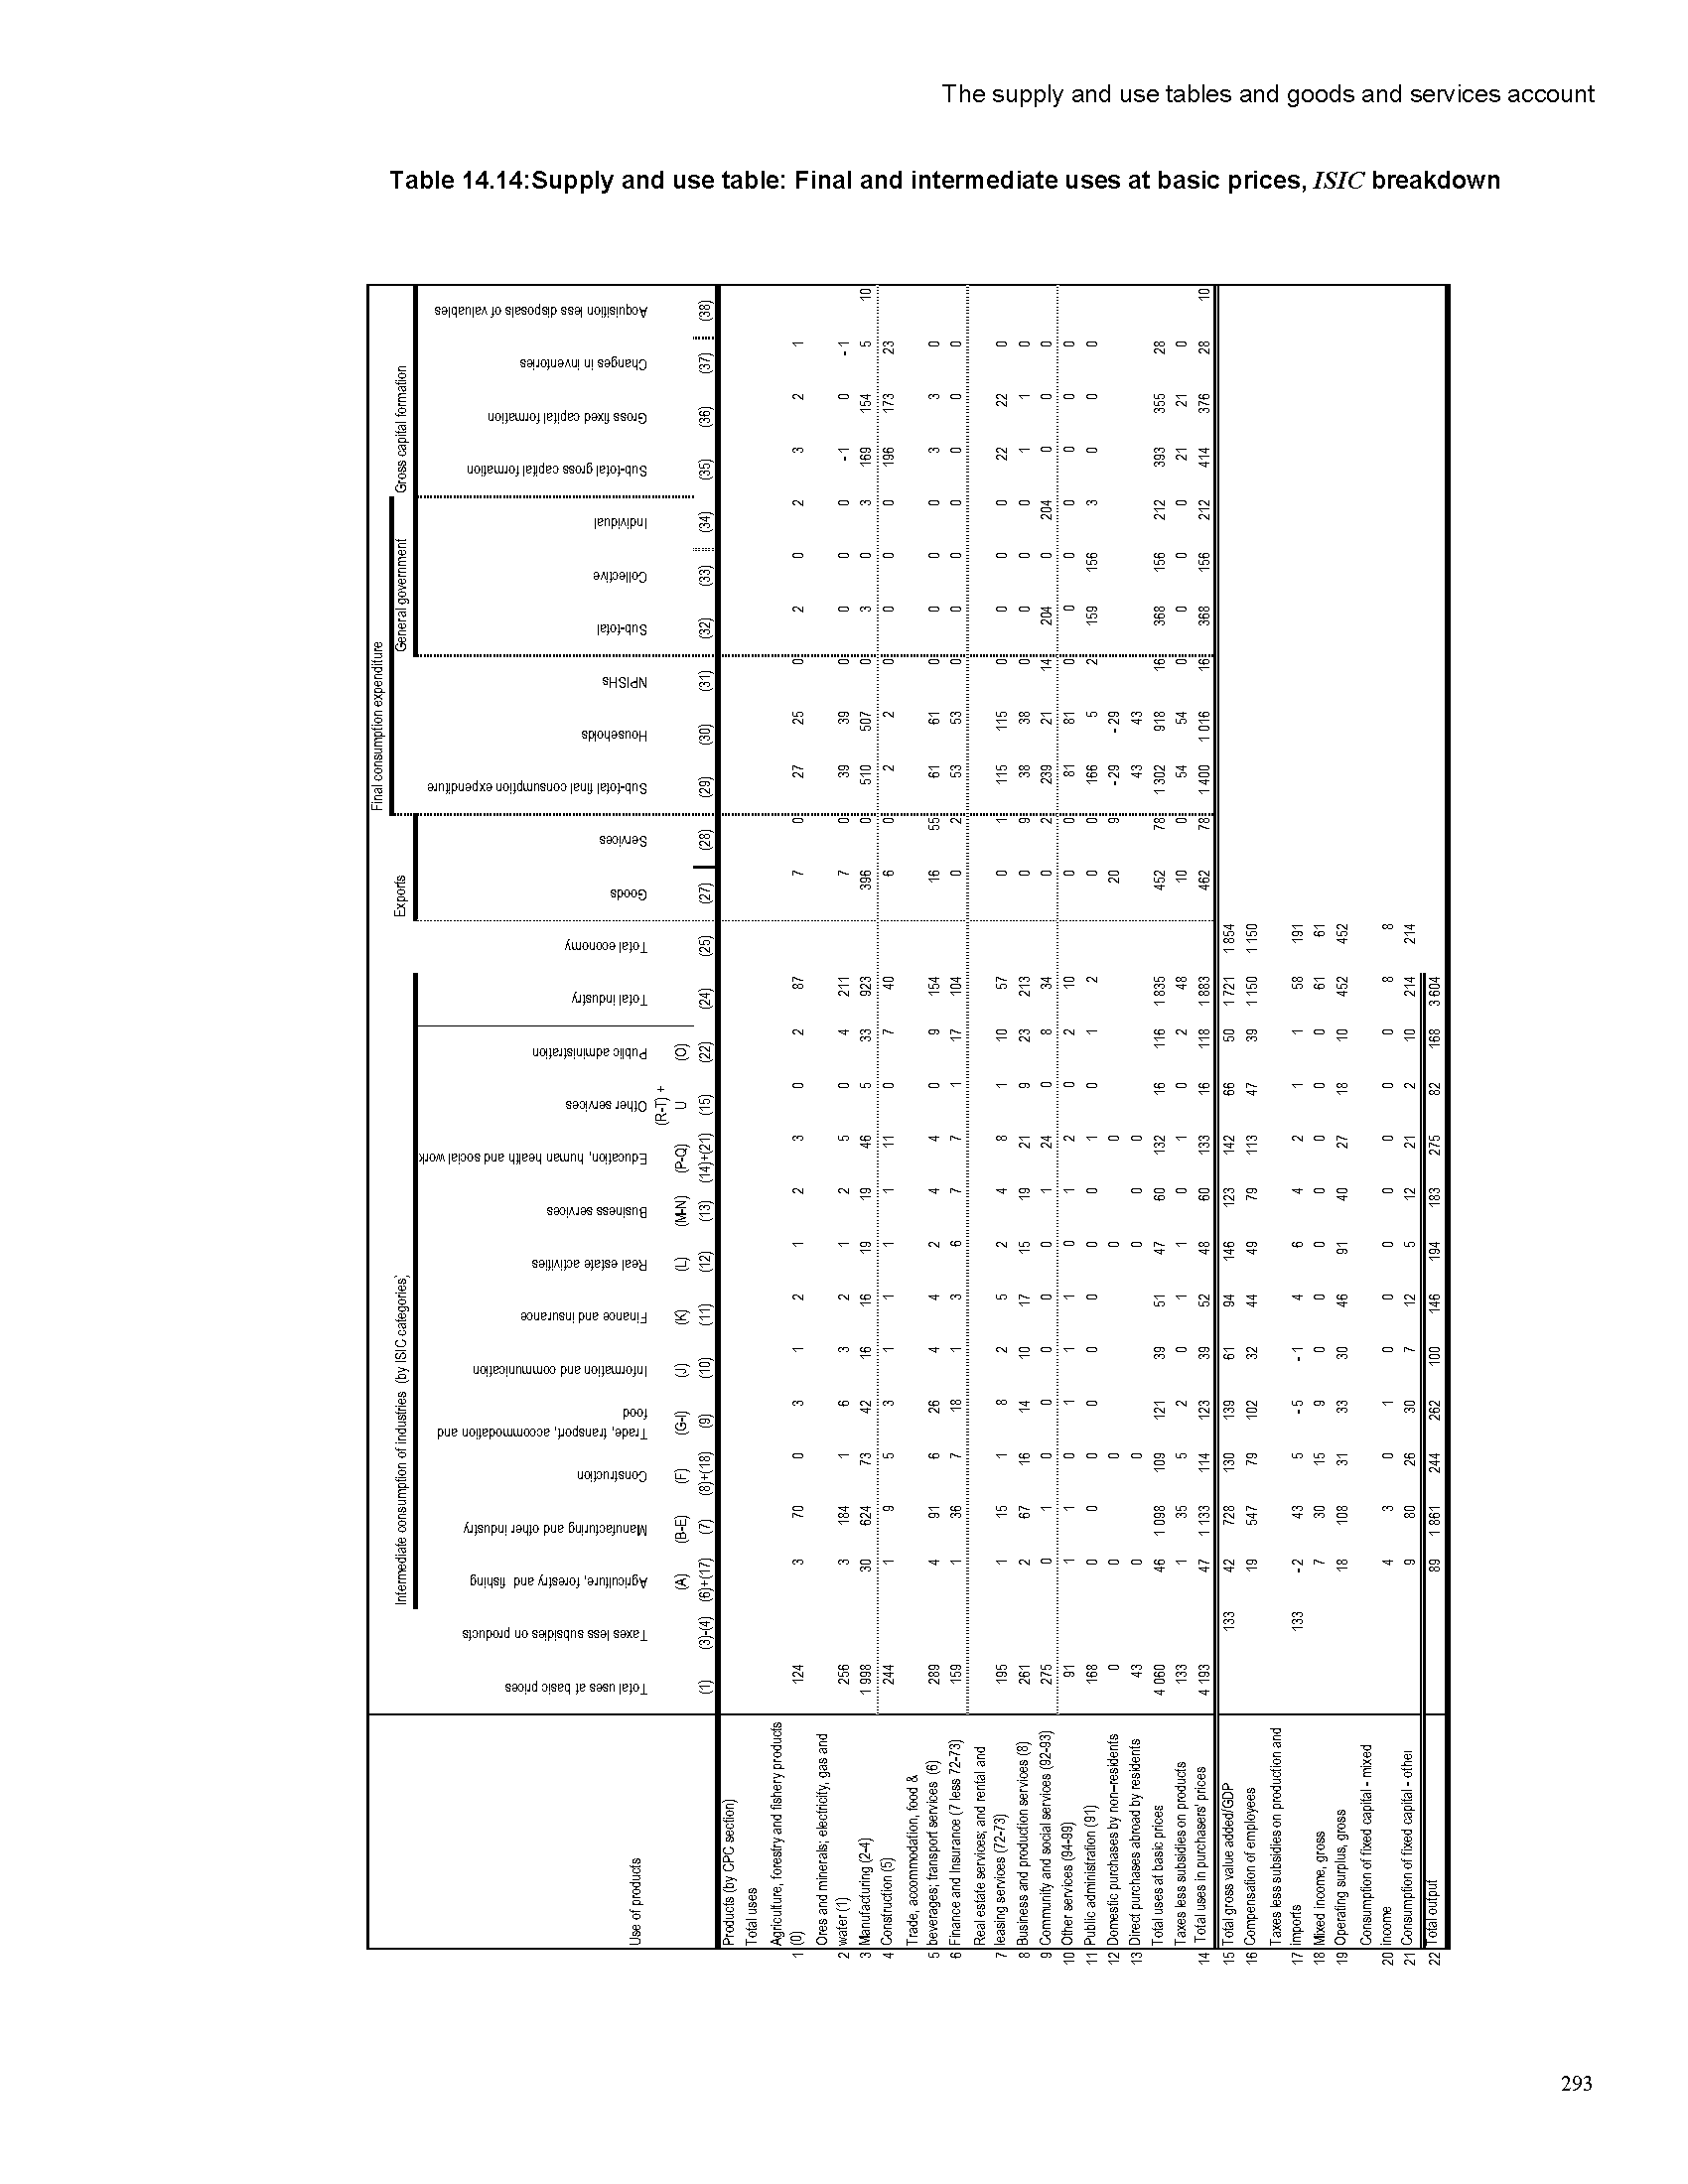 The supply and use tables and goods and services account
Table 14.14:Supply and use table: Final and intermediate uses at basic prices, ISIC breakdown
Final consumption expenditure
Intermediate consumption of industries (by ISIC categories) Exports General government Gross capital formation
Use of products
Total uses at basic prices
Taxes less subsidies on products
Agriculture, forestry and fishing
Manufacturing and other industry
Construction
Trade, transport, accommodation and
food
Information and communication
Finance and insurance
Real estate activities
Business services
Education, human health and social work
Other services
Public administration
Total industry
Total economy
Goods
Services
Sub-total final consumption expenditure
Households
NPISHs
Sub-total
Collective
Individual
Sub-total gross capital formation
Gross fixed capital formation
Changes in inventories
Acquisition less disposals of valuables
(A) (B-E) (F) (G-I) (J) (K) (L) (M-N) (P-Q) (R-T) + U (O)
(1) (3)-(4) (6)+(17) (7) (8)+(18) (9) (10) (11) (12) (13) (14)+(21) (15) (22) (24) (25) (27) (28) (29) (30) (31) (32) (33) (34) (35) (36) (37) (38)
Products (by CPC section)
Total uses
Agriculture, forestry and fishery products
1 (0) 124 3 70 0 3 1 2 1 2 3 0 2 87 7 0 27 25 0 2 0 2 3 2 1
Ores and minerals; electricity, gas and
2 water (1) 256 3 184 1 6 3 2 1 2 5 0 4 211 7 0 39 39 0 0 0 0 -1 0 -1
3 Manufacturing (2-4) 1 998 30 624 73 42 16 16 19 19 46 5 33 923 396 0 510 507 0 3 0 3 169 154 5 10
4 Construction (5) 244 1 9 5 3 1 1 1 1 11 0 7 40 6 0 2 2 0 0 0 0 196 173 23
Trade, accommodation, food &
5 beverages; transport services (6) 289 4 91 6 26 4 4 2 4 4 0 9 154 16 55 61 61 0 0 0 0 3 3 0
6 Finance and Insurance (7 less 72-73) 159 1 36 7 18 1 3 6 7 7 1 17 104 0 2 53 53 0 0 0 0 0 0 0
Real estate services; and rental and
7 leasing services (72-73) 195 1 15 1 8 2 5 2 4 8 1 10 57 0 1 115 115 0 0 0 0 22 22 0
8 Business and production services (8) 261 2 67 16 14 10 17 15 19 21 9 23 213 0 9 38 38 0 0 0 0 1 1 0
9 Community and social services (92-93) 275 0 1 0 0 0 0 0 1 24 0 8 34 0 2 239 21 14 204 0 204 0 0 0
10 Other services (94-99) 91 1 1 0 1 1 1 0 1 2 0 2 10 0 0 81 81 0 0 0 0 0 0 0
11 Public administration (91) 168 0 0 0 0 0 0 0 0 1 0 1 2 0 0 166 5 2 159 156 3 0 0 0
12 Domestic purchases by non–residents 0 0 0 0 0 20 9 -29 -29
13 Direct purchases abroad by residents 43 0 0 0 0 43 43
Total uses at basic prices 4 060 46 1 098 109 121 39 51 47 60 132 16 116 1 835 452 78 1 302 918 16 368 156 212 393 355 28
Taxes less subsidies on products 133 1 35 5 2 0 1 1 0 1 0 2 48 10 0 54 54 0 0 0 0 21 21 0
14 Total uses in purchasers' prices 4 193 47 1 133 114 123 39 52 48 60 133 16 118 1 883 462 78 1 400 1 016 16 368 156 212 414 376 28 10
15 Total gross value added/GDP 133 42 728 130 139 61 94 146 123 142 66 50 1 721 1 854
16 Compensation of employees 19 547 79 102 32 44 49 79 113 47 39 1 150 1 150
Taxes less subsidies on production and
17 imports 133 -2 43 5 -5 -1 4 6 4 2 1 1 58 191
18 Mixed income, gross 7 30 15 9 0 0 0 0 0 0 0 61 61
19 Operating surplus, gross 18 108 31 33 30 46 91 40 27 18 10 452 452
Consumption of fixed capital - mixed
20 income 4 3 0 1 0 0 0 0 0 0 0 8 8
21 Consumption of fixed capital - other 9 80 26 30 7 12 5 12 21 2 10 214 214
22 Total output 89 1 861 244 262 100 146 194 183 275 82 168 3 604
293